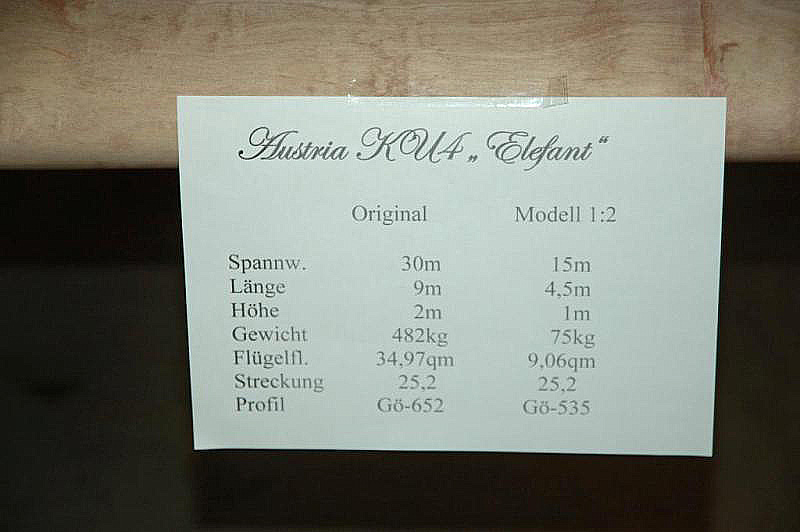 Austria KU4 „Elefant“
Original Modell 1:2
Spannw. 30m 15m
Länge 9m 4,5m
Höhe 2m 1m
Gewicht 482kg 75kg
Flügelfl. 34,97qm 9,06qm
Streckung 25,2 25,2
Profil Gö-652 Gö-535